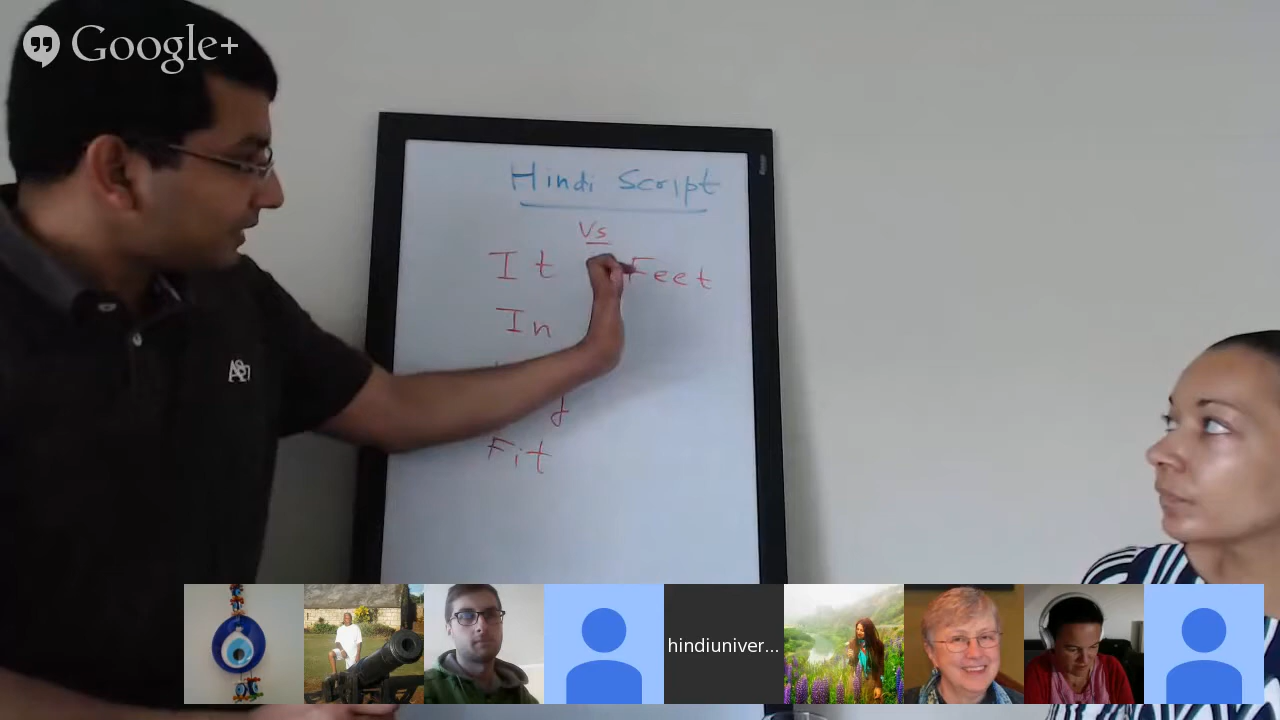 Google+
Hindi Script
Vs
It Feet
In
Fit
hindiuniver...